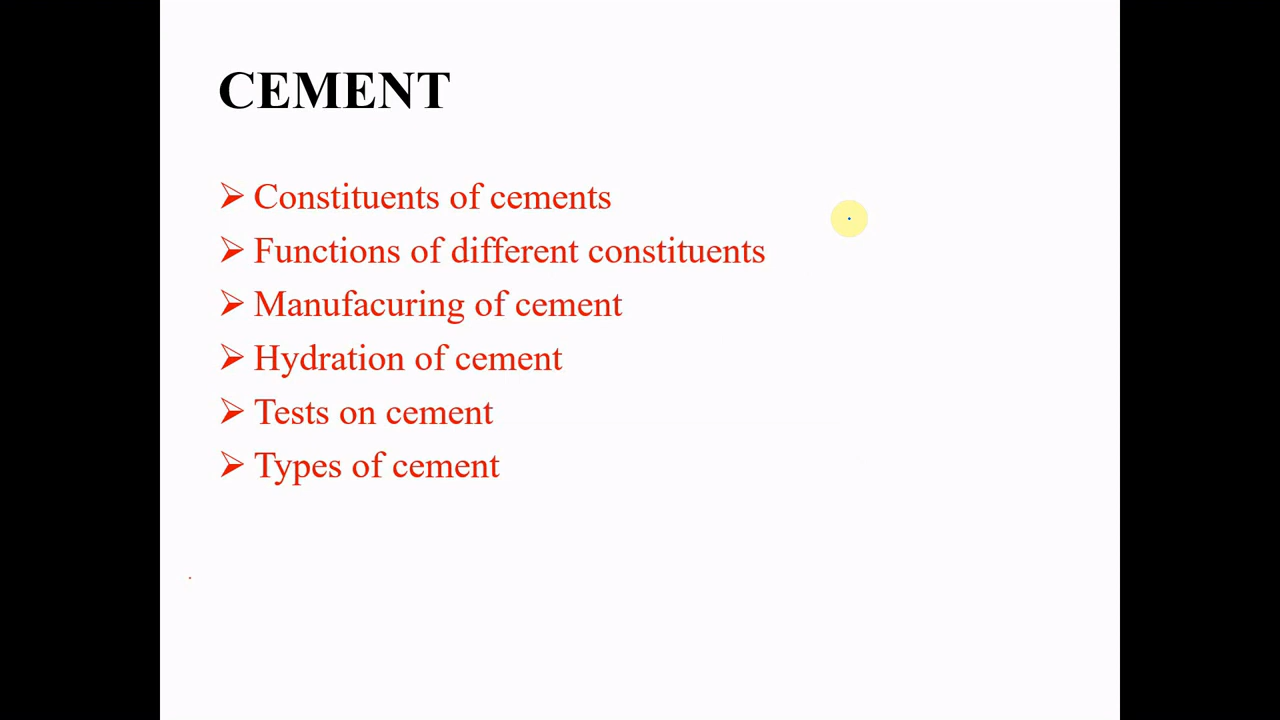 CEMENT
➢ Constituents of cements
➢ Functions of different constituents
➢ Manufacuring of cement
➢ Hydration of cement
➢ Tests on cement
➢ Types of cement